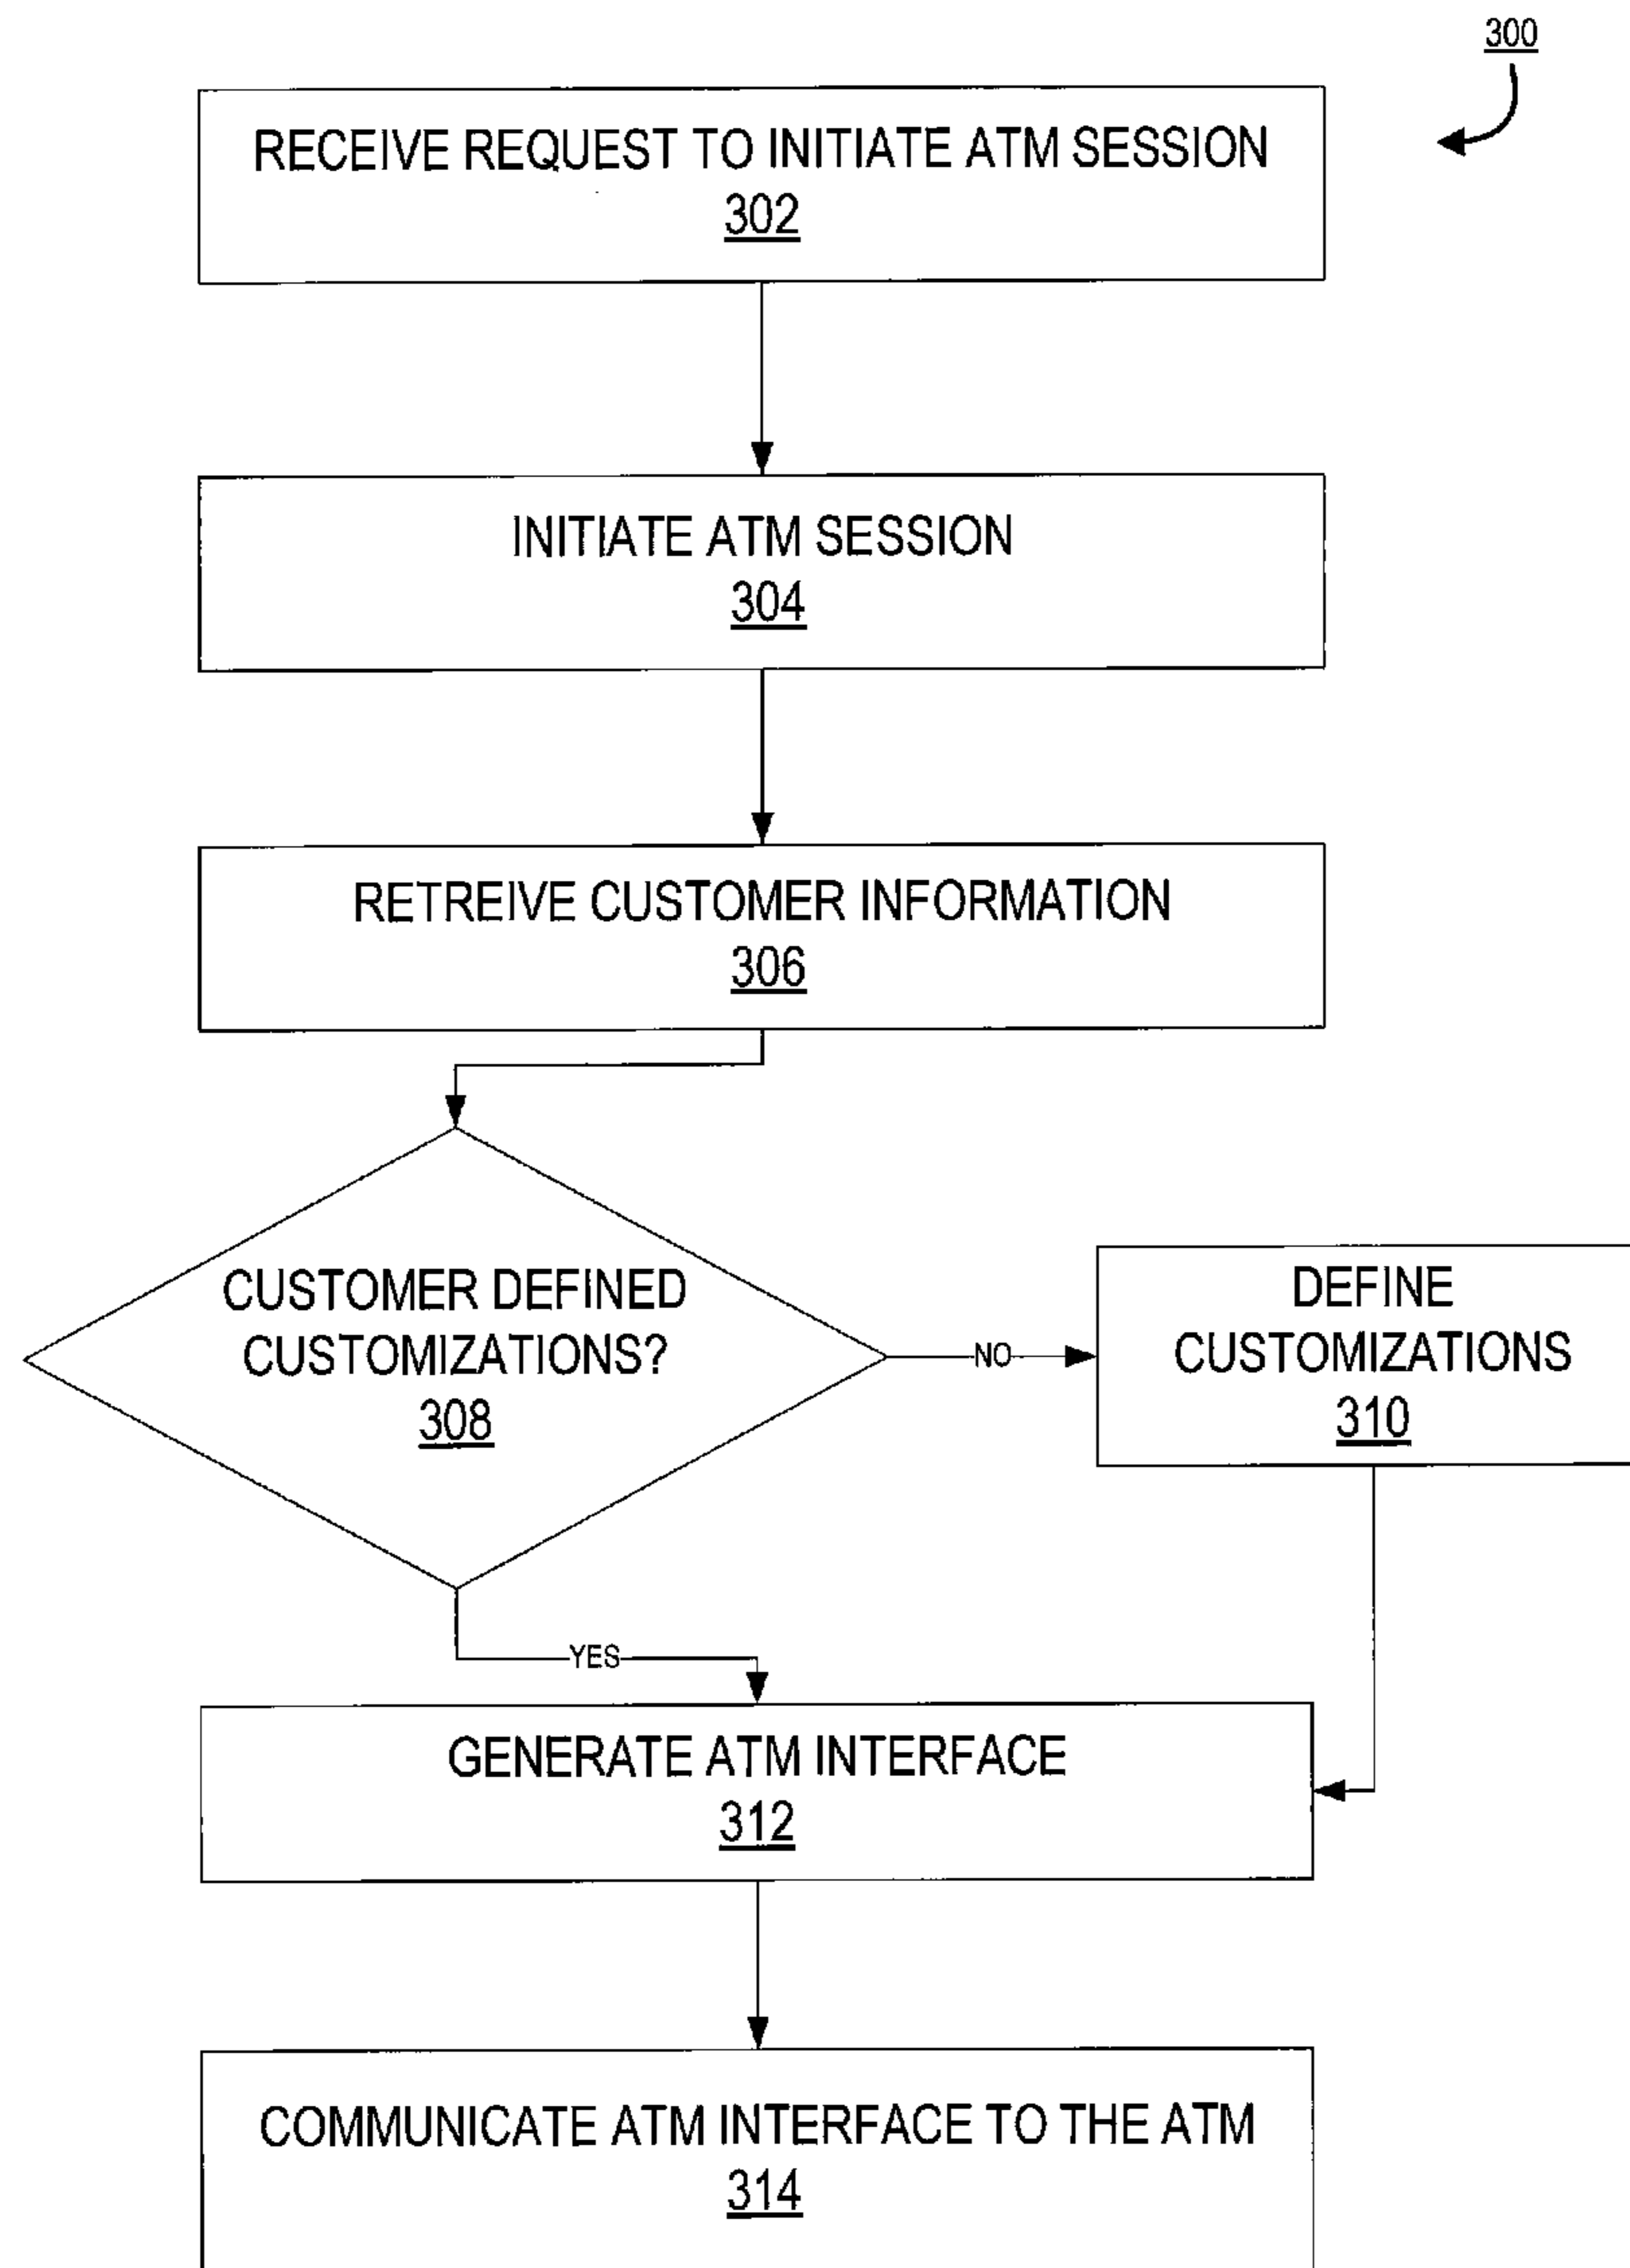 300
RECEIVE REQUEST TO INITIATE ATM SESSION
302
INITIATE ATM SESSION
304
RETREIVE CUSTOMER INFORMATION
306
CUSTOMER DEFINED
CUSTOMIZATIONS?
308
NO
DEFINE
CUSTOMIZATIONS
310
YES
GENERATE ATM INTERFACE
312
COMMUNICATE ATM INTERFACE TO THE ATM
314